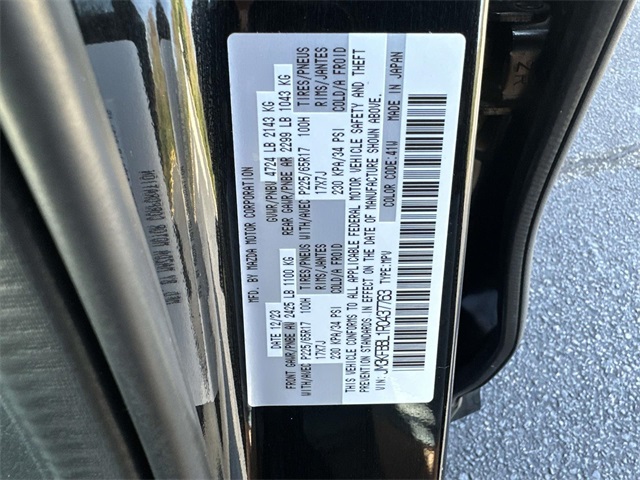 MFD. BY MAZDA MOTOR CORPORATION
DATE 12/23 GVWR/PNBV 4724 LB 2143 KG
FRONT GAWR/PNBE AV 2425 LB 1100 KG REAR GAWR/PNBE AR 2299 LB 1043 KG
WITH/AVEC P225/65R17 100H TIRES/PNEUS WITH/AVEC P225/65R17 100H TIRES/PNEUS
17X7J RIMS/JANTES 17X7J RIMS/JANTES
230 KPA/34 PSI COLD/A FROID 230 KPA/34 PSI COLD/A FROID
THIS VEHICLE CONFORMS TO ALL APPLICABLE FEDERAL MOTOR VEHICLE SAFETY AND THEFT
PREVENTION STANDARDS IN EFFECT ON THE DATE OF MANUFACTURE SHOWN ABOVE.
VIN: JM3KFBBL1R0437763 TYPE: MPV COLOR CODE: 41W MADE IN JAPAN